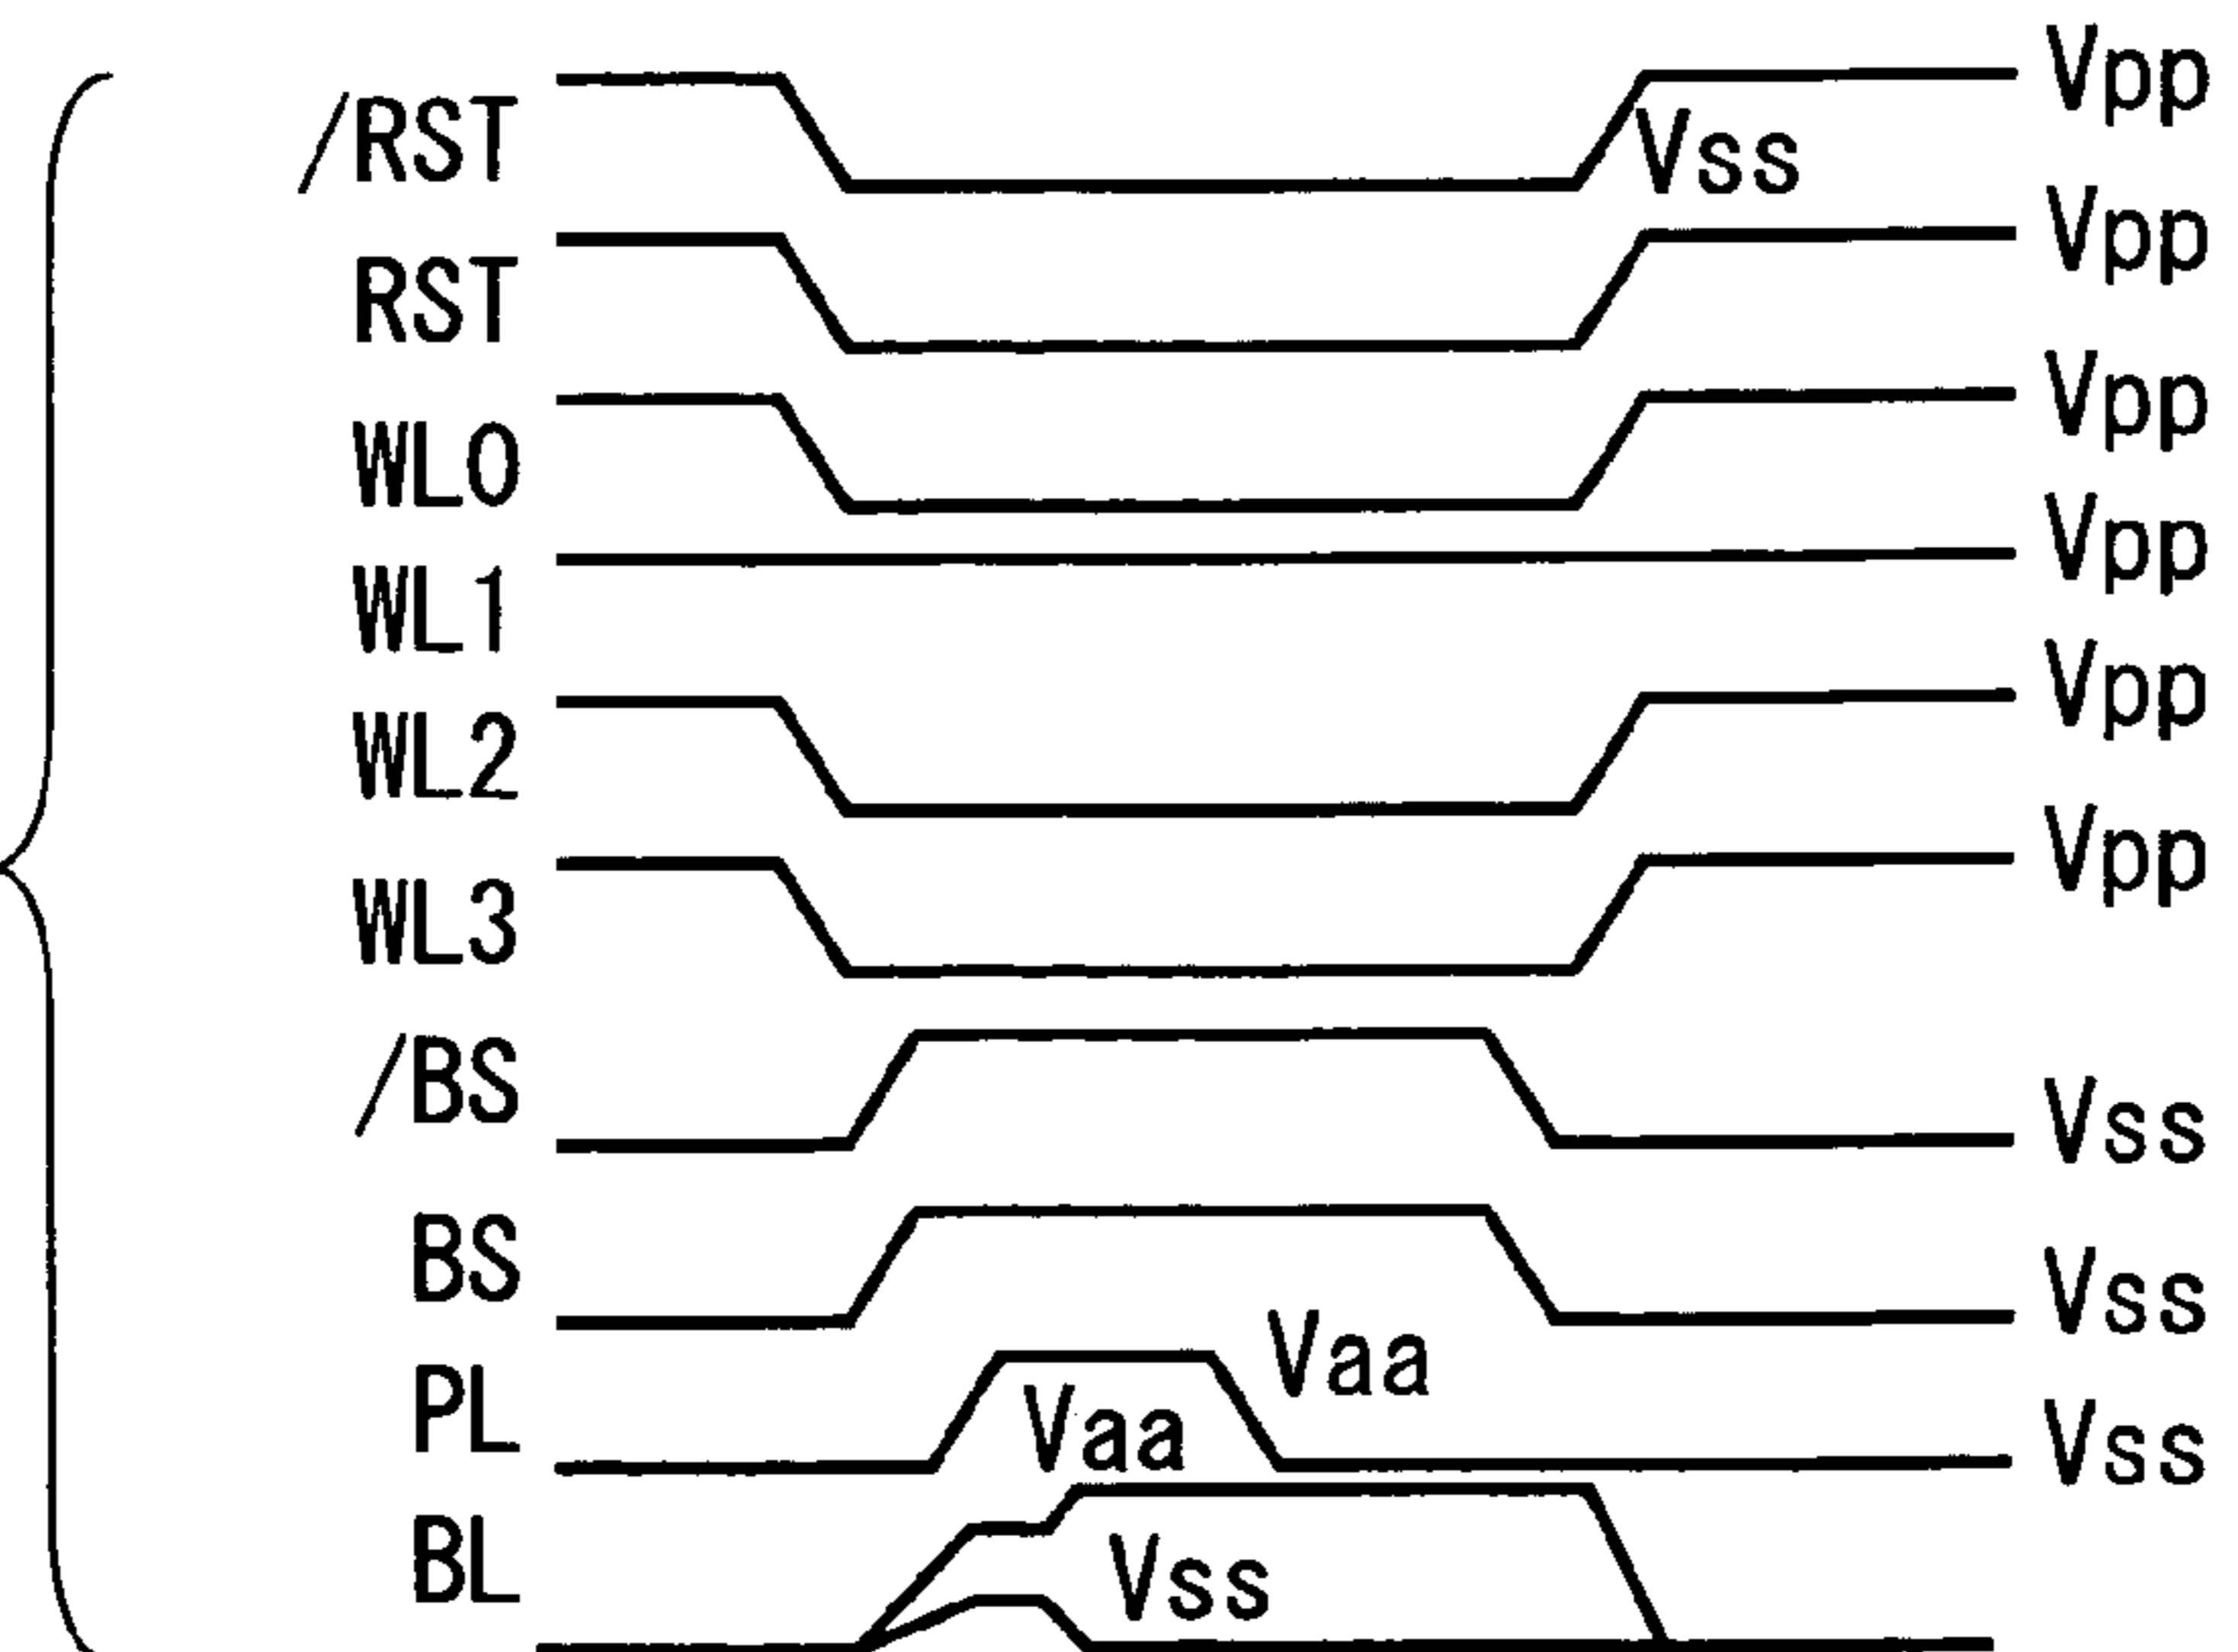 /RST Vss Vpp
RST Vpp
WL0 Vpp
WL1 Vpp
WL2 Vpp
WL3 Vpp
/BS Vss
BS Vss
PL Vaa Vaa Vss
BL Vss